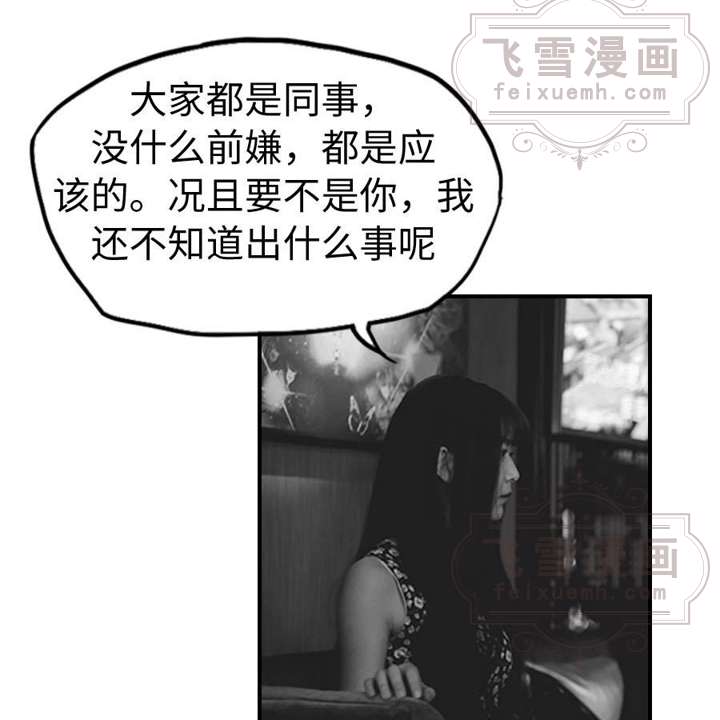 飞雪漫画
feixuemh.com
大家都是同事，
没什么前嫌，都是应
该的。况且要不是你，我
还不知道出什么事呢
飞雪漫画
feixuemh.com